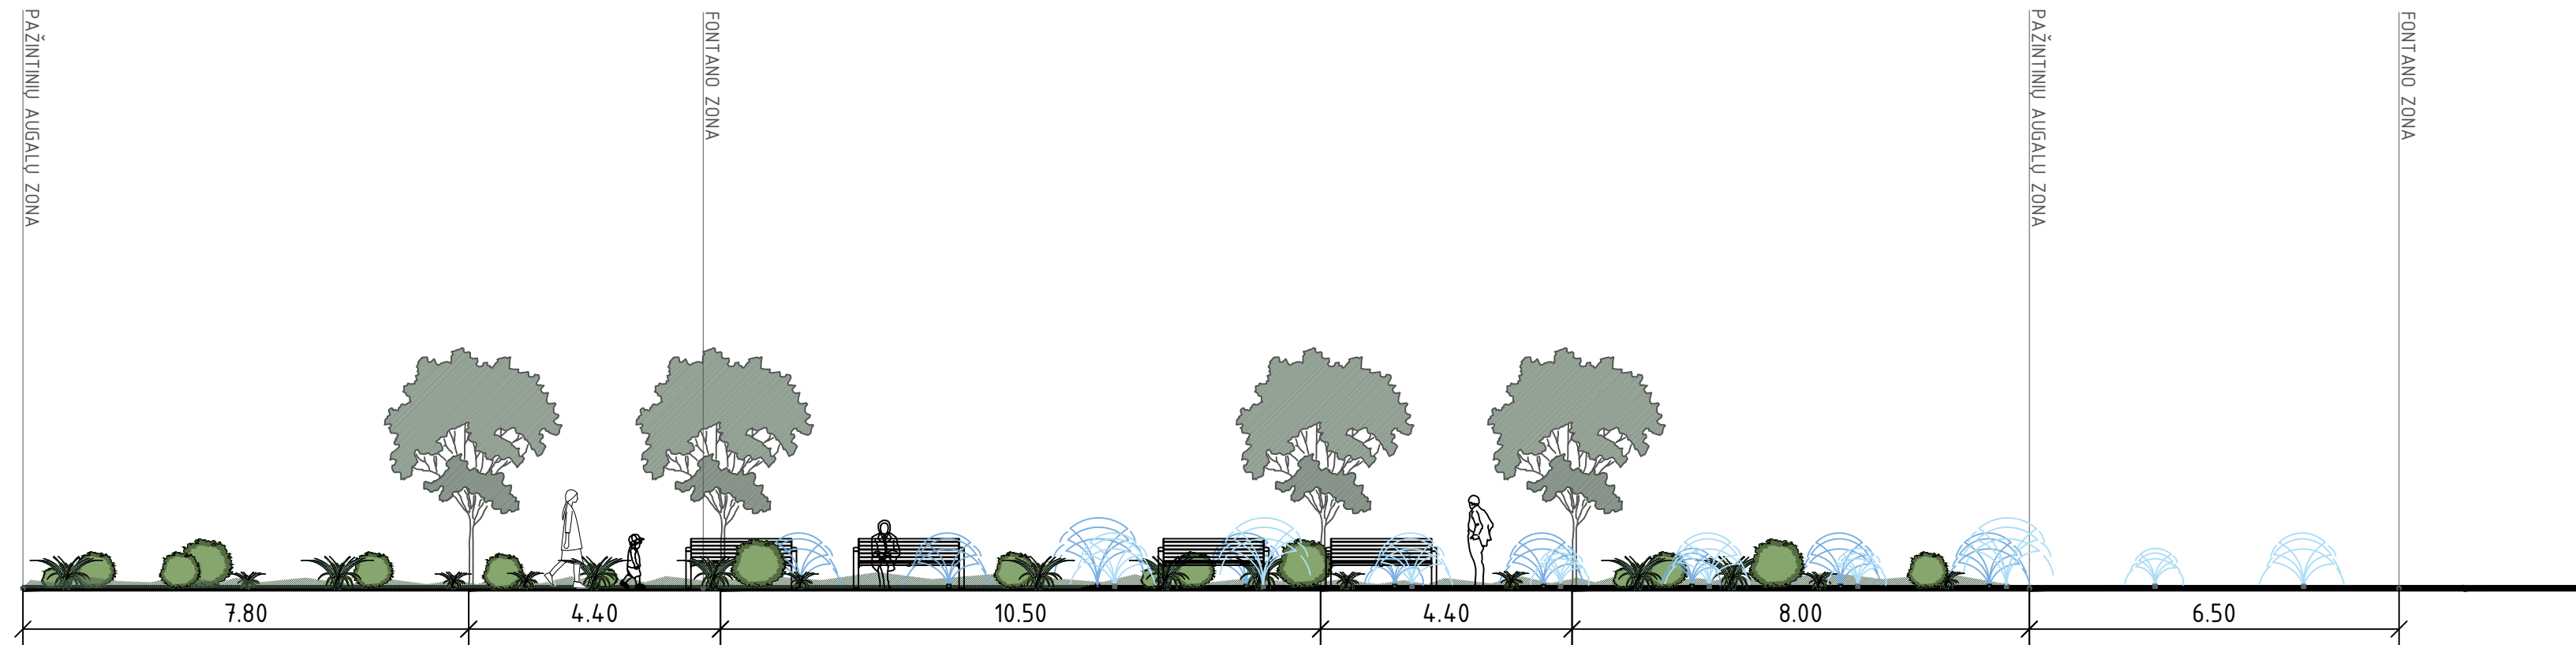 PAŽINTINIŲ AUGALŲ ZONA
FONTANO ZONA
PAŽINTINIŲ AUGALŲ ZONA
FONTANO ZONA
7.80
4.40
10.50
4.40
8.00
6.50